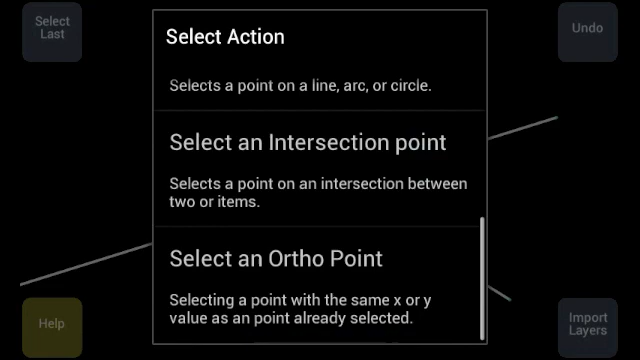 Select
Last
Select Action
Undo
Selects a point on a line, arc, or circle.
Select an Intersection point
Selects a point on an intersection between
two or items.
Select an Ortho Point
Selecting a point with the same x or y
value as an point already selected.
Help
Import
Layers